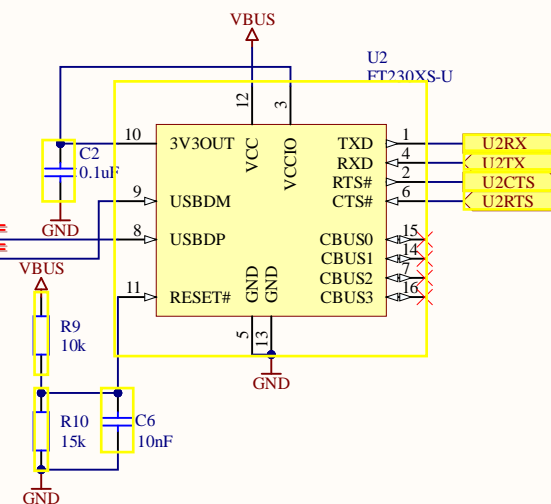 VBUS
U2
FT230XS-U
12
3
10
3V3OUT
VCC
VCCIO
TXD
1
U2RX
RXD
4
U2TX
RTS#
2
U2CTS
CTS#
6
U2RTS
C2
0.1uF
GND
9
USBDM
8
USBDP
CBUS0
15
CBUS1
14
CBUS2
7
CBUS3
16
VBUS
11
RESET#
GND
GND
5
13
GND
R9
10k
R10
15k
C6
10nF
GND